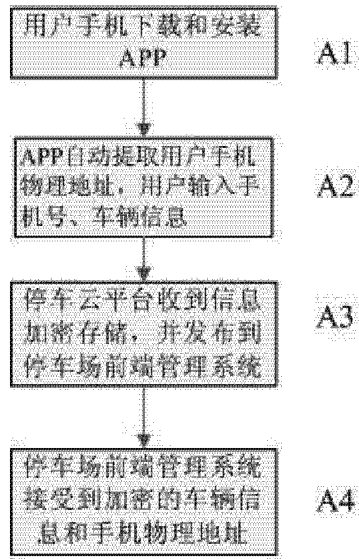 用户手机下载和安装
APP
A1
APP自动提取用户手机
物理地址，用户输入手
机号、车辆信息
A2
停车云平台收到信息
加密存储，并发布到
停车场前端管理系统
A3
停车场前端管理系统
接受到加密的车辆信
息和手机物理地址
A4